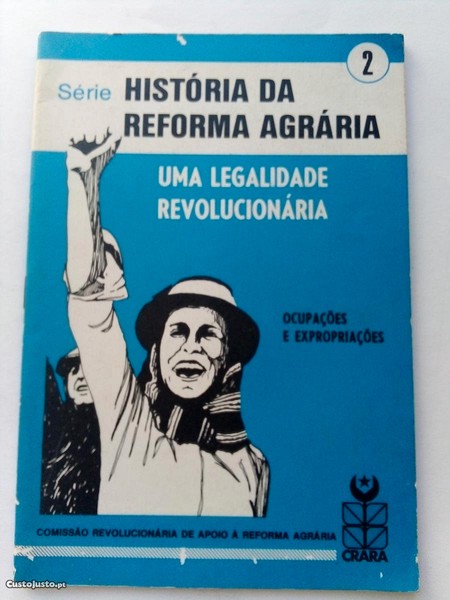 2
Série HISTÓRIA DA
REFORMA AGRÁRIA
UMA LEGALIDADE
REVOLUCIONÁRIA
OCUPAÇÕES
E EXPROPRIAÇÕES
COMISSÃO REVOLUCIONÁRIA DE APOIO À REFORMA AGRÁRIA
CRARA
CustoJusto.pt